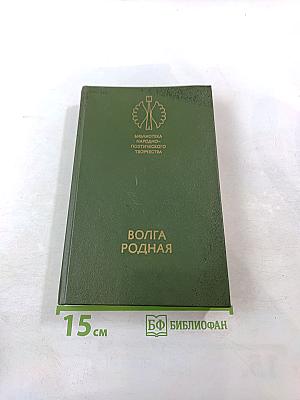 БИБЛИОТЕКА
НАРОДНО-
ПОЭТИЧЕСКОГО
ТВОРЧЕСТВА
ВОЛГА
РОДНАЯ
15 см
БФ БИБЛИОФАН